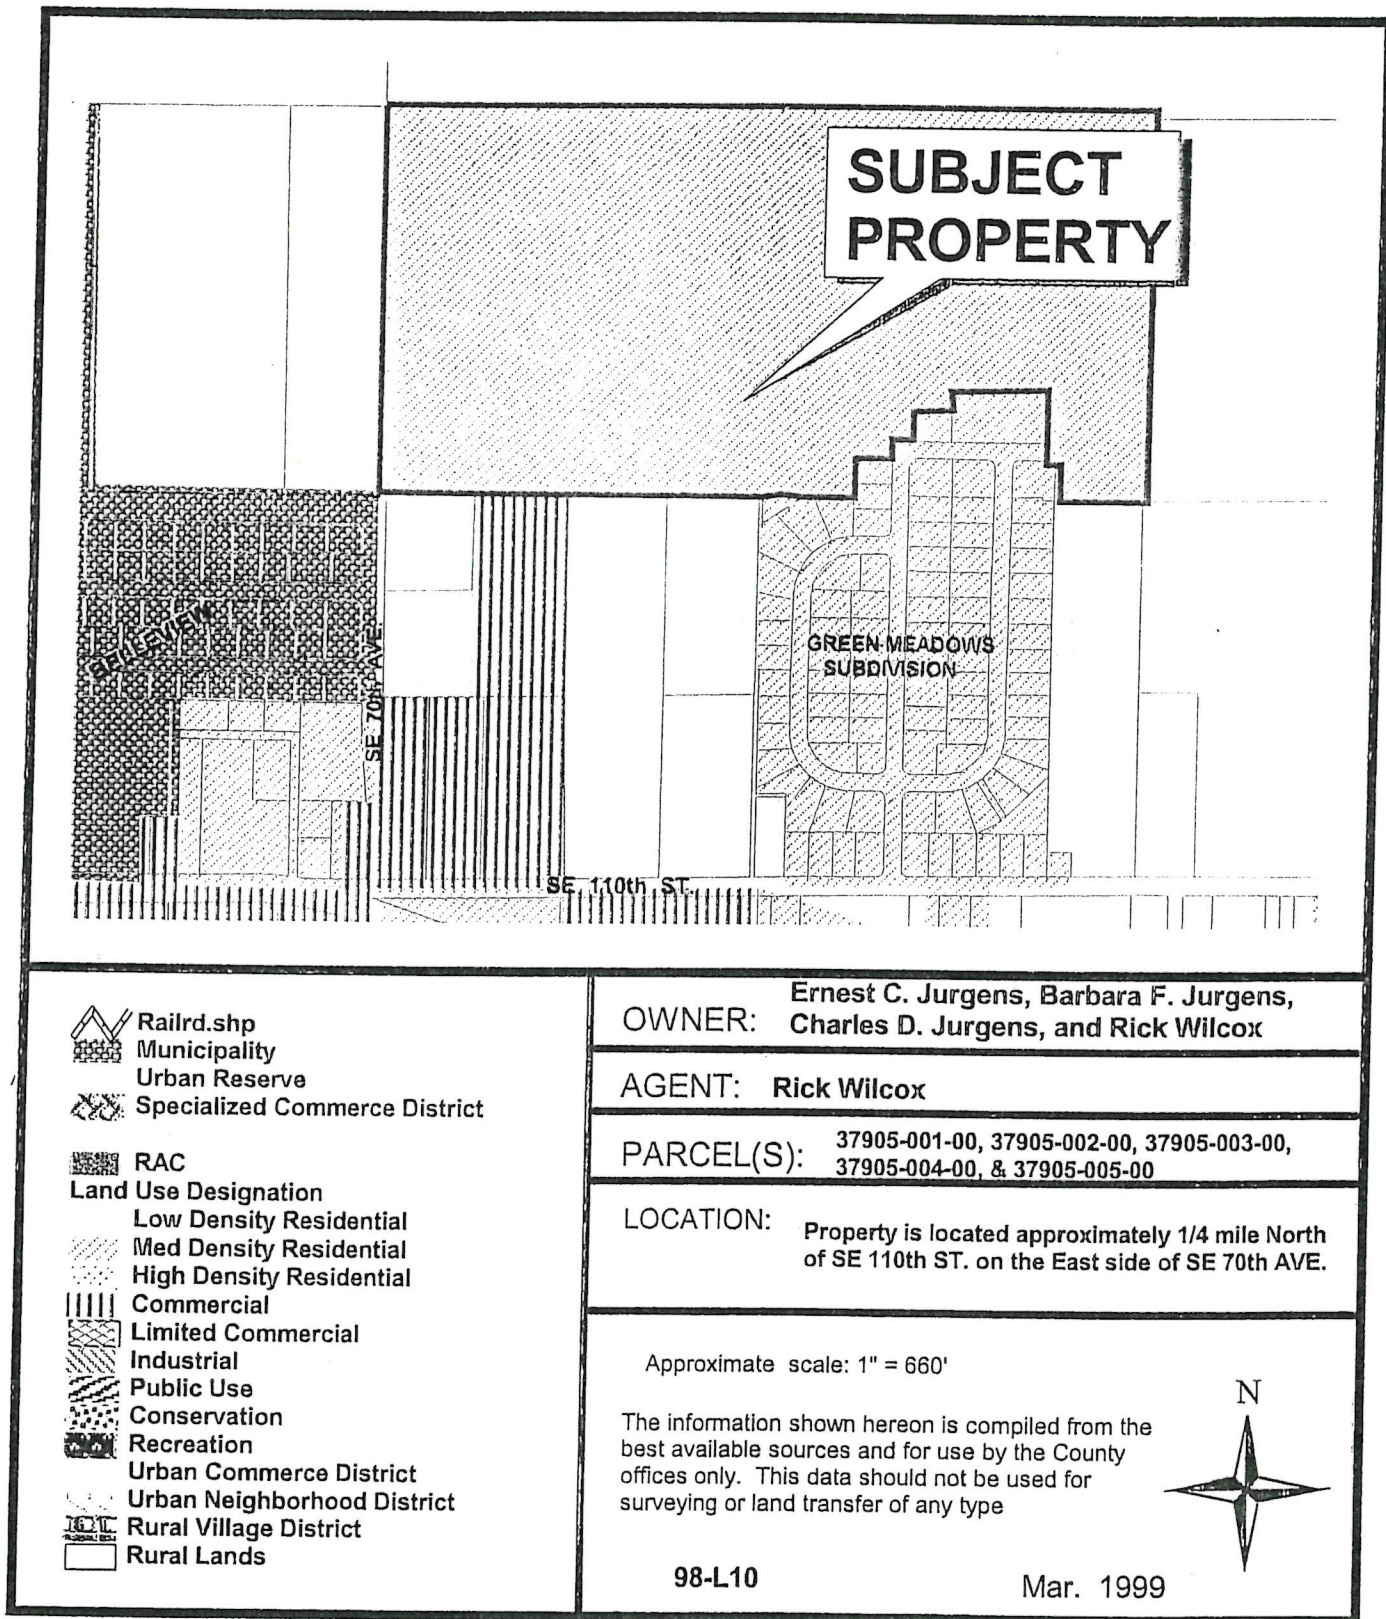 SUBJECT
PROPERTY
BELLEVIEW
SE 70th AVE.
GREEN MEADOWS
SUBDIVISION
SE 110th ST.
Railrd.shp
Municipality
Urban Reserve
Specialized Commerce District
RAC
Land Use Designation
Low Density Residential
Med Density Residential
High Density Residential
Commercial
Limited Commercial
Industrial
Public Use
Conservation
Recreation
Urban Commerce District
Urban Neighborhood District
Rural Village District
Rural Lands
OWNER: Ernest C. Jurgens, Barbara F. Jurgens,
Charles D. Jurgens, and Rick Wilcox
AGENT: Rick Wilcox
PARCEL(S): 37905-001-00, 37905-002-00, 37905-003-00,
37905-004-00, & 37905-005-00
LOCATION: Property is located approximately 1/4 mile North
of SE 110th ST. on the East side of SE 70th AVE.
Approximate scale: 1" = 660'
N
The information shown hereon is compiled from the
best available sources and for use by the County
offices only. This data should not be used for
surveying or land transfer of any type
98-L10
Mar. 1999